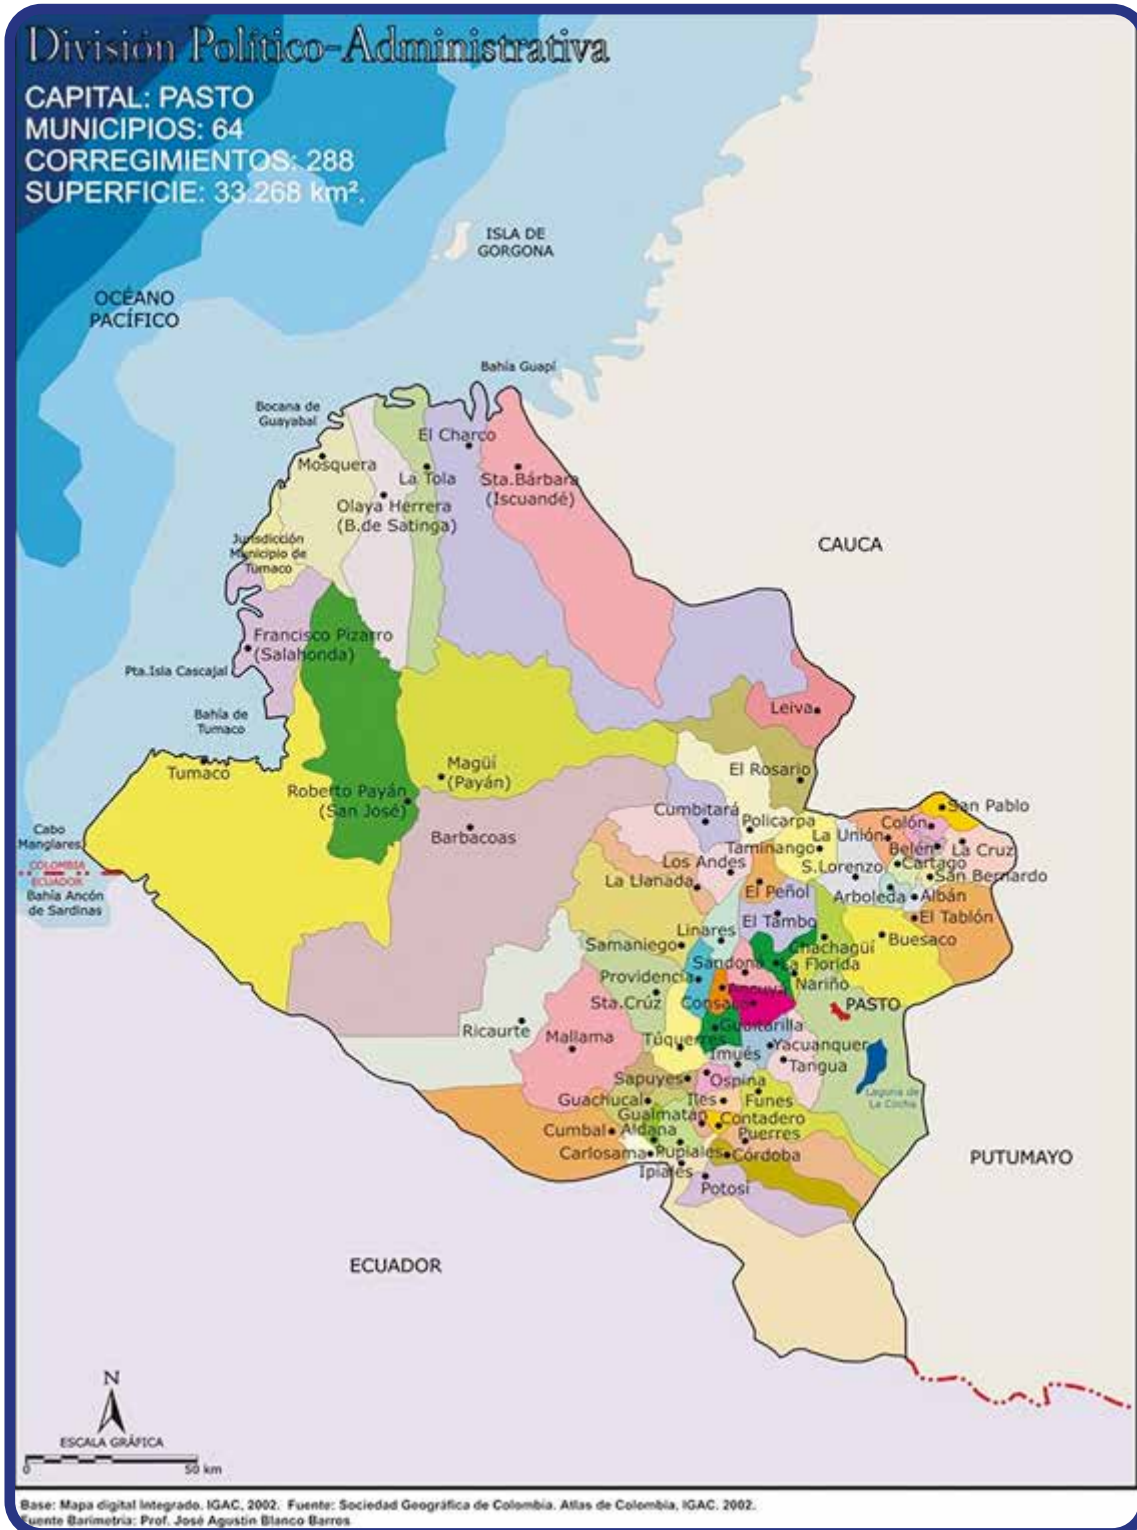 División Político-Administrativa
CAPITAL: PASTO
MUNICIPIOS: 64
CORREGIMIENTOS: 288
SUPERFICIE: 33.268 km².
ISLA DE
GORGONA
OCÉANO
PACÍFICO
Bahía Guapí
Bocana de
Guayabal
El Charco
Mosquera
La Tola
Sta.Bárbara
(Iscuandé)
Olaya Herrera
(B.de Satinga)
Jurisdicción
Municipio de
Tumaco
CAUCA
Francisco Pizarro
(Salahonda)
Pta.Isla Cascajal
Bahía de
Tumaco
Leiva
Tumaco
Magüí
(Payán)
El Rosario
Roberto Payán
(San José)
Cumbitará
Policarpa
San Pablo
Colón
La Unión
Barbacoas
Cabo
Manglares
Taminango
Belén
La Cruz
Los Andes
S.Lorenzo
Cartago
COLOMBIA
ECUADOR
Bahía Ancón
de Sardinas
La Llanada
San Bernardo
El Peñol
Arboleda
Albán
El Tambo
El Tablón
Linares
Samaniego
Chachagüí
Buesaco
Sandoná
La Florida
Providencia
Nariño
Ancuya
Sta.Crúz
Consacá
PASTO
Ricaurte
Mallama
Guaitarilla
Túquerres
Yacuanquer
Imués
Tangua
Sapuyes
Ospina
Laguna de
La Cocha
Guachucal
Iles
Funes
Gualmatán
Contadero
Cumbal
Aldana
Puerres
Carlosama
Pupiales
Córdoba
Ipiales
Potosí
PUTUMAYO
ECUADOR
N
ESCALA GRÁFICA
0
50 km
Base: Mapa digital Integrado. IGAC, 2002. Fuente: Sociedad Geográfica de Colombia. Atlas de Colombia, IGAC. 2002.
Fuente Barimetria: Prof. José Agustin Blanco Barros